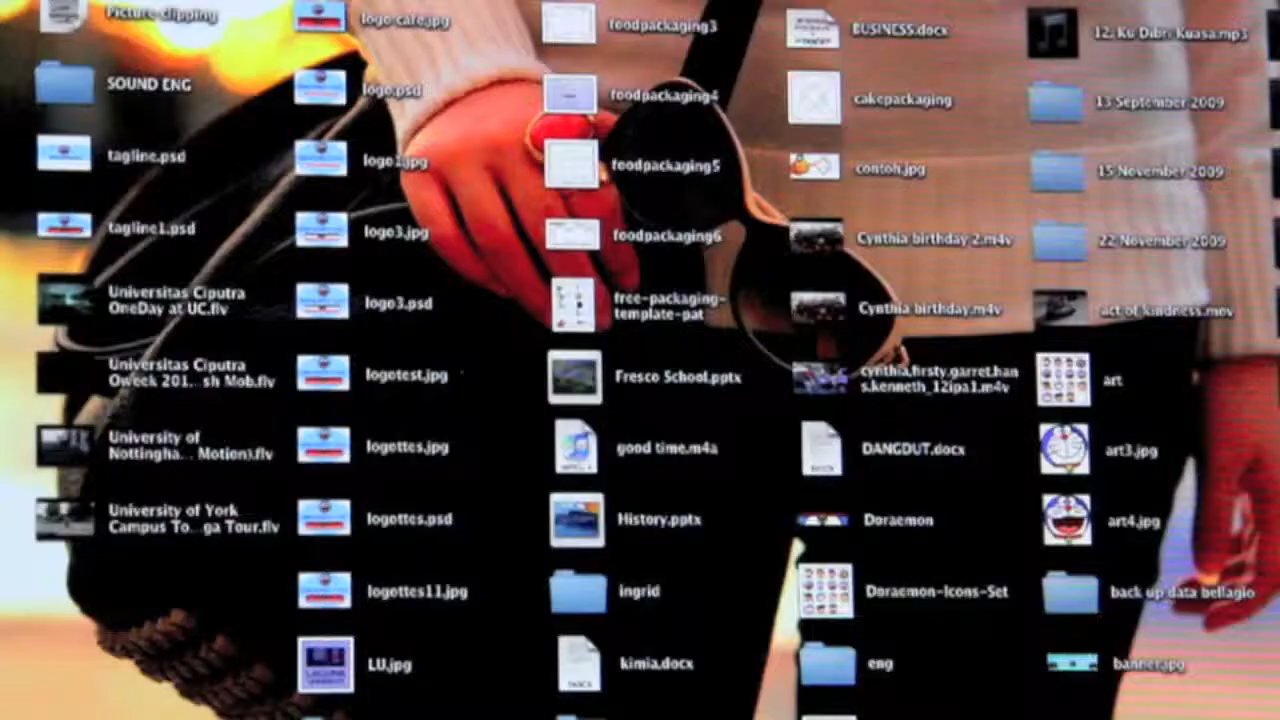 Picture clipping
SOUND ENG
tagline.psd
tagline1.psd
Universitas Ciputra
OneDay at UC.flv
Universitas Ciputra
Oweek 201... sh Mob.flv
University of
Nottingha... Motion).flv
University of York
Campus To...ga Tour.flv
logo cafe.jpg
logo.psd
logo1.jpg
logo3.jpg
logo3.psd
logotest.jpg
logottes.jpg
logottes.psd
logottes11.jpg
LU.jpg
foodpackaging3
foodpackaging4
foodpackaging5
foodpackaging6
free-packaging-
template-pat
Fresco School.pptx
good time.m4a
History.pptx
ingrid
kimia.docx
BUSINESS.docx
cakepackaging
contoh.jpg
Cynthia birthday 2.m4v
Cynthia birthday.m4v
cynthia,firsty,garret,han
s,kenneth_12ipa1.m4v
DANGDUT.docx
Doraemon
Doraemon-Icons-Set
eng
12. Ku Dibri Kuasa.mp3
13 September 2009
15 November 2009
22 November 2009
act of kindness.mov
art
art3.jpg
art4.jpg
back up data bellagio
banner.jpg